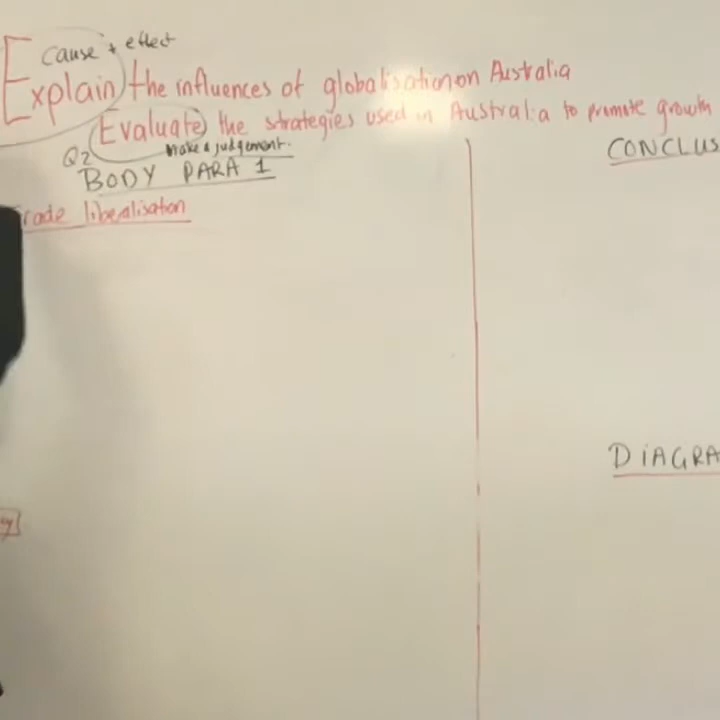 cause + effect
Explain the influences of globalisation on Australia
Evaluate the strategies used in Australia to promote growth
Q2
Make a judgement.
BODY PARA 1
rade libealisation
CONCLUS
DIAGRA